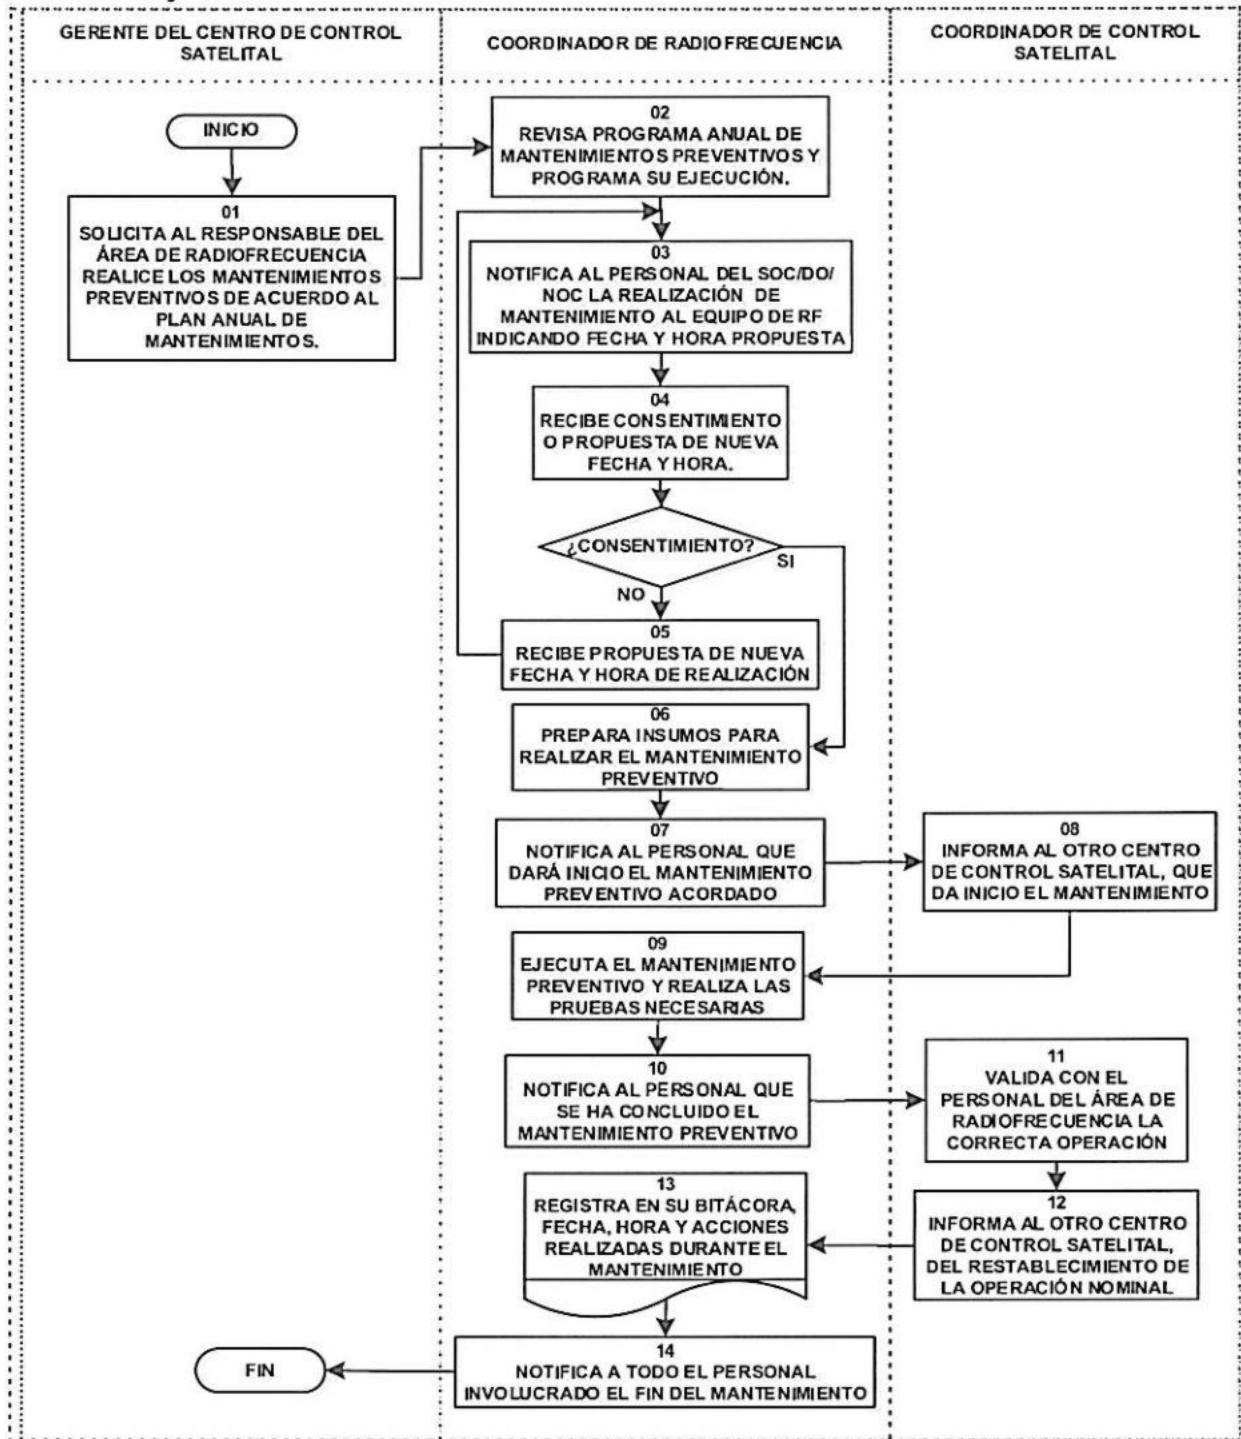 GERENTE DEL CENTRO DE CONTROL
SATELITAL
COORDINADOR DE RADIOFRECUENCIA
COORDINADOR DE CONTROL
SATELITAL
INICIO
01
SOLICITA AL RESPONSABLE DEL
ÁREA DE RADIOFRECUENCIA
REALICE LOS MANTENIMIENTOS
PREVENTIVOS DE ACUERDO AL
PLAN ANUAL DE
MANTENIMIENTOS.
02
REVISA PROGRAMA ANUAL DE
MANTENIMIENTOS PREVENTIVOS Y
PROGRAMA SU EJECUCIÓN.
03
NOTIFICA AL PERSONAL DEL SOC/DO/
NOC LA REALIZACIÓN DE
MANTENIMIENTO AL EQUIPO DE RF
INDICANDO FECHA Y HORA PROPUESTA
04
RECIBE CONSENTIMIENTO
O PROPUESTA DE NUEVA
FECHA Y HORA.
¿CONSENTIMIENTO?
SI
NO
05
RECIBE PROPUESTA DE NUEVA
FECHA Y HORA DE REALIZACIÓN
06
PREPARA INSUMOS PARA
REALIZAR EL MANTENIMIENTO
PREVENTIVO
07
NOTIFICA AL PERSONAL QUE
DARÁ INICIO EL MANTENIMIENTO
PREVENTIVO ACORDADO
08
INFORMA AL OTRO CENTRO
DE CONTROL SATELITAL, QUE
DA INICIO EL MANTENIMIENTO
09
EJECUTA EL MANTENIMIENTO
PREVENTIVO Y REALIZA LAS
PRUEBAS NECESARIAS
10
NOTIFICA AL PERSONAL QUE
SE HA CONCLUIDO EL
MANTENIMIENTO PREVENTIVO
11
VALIDA CON EL
PERSONAL DEL ÁREA DE
RADIOFRECUENCIA LA
CORRECTA OPERACIÓN
12
INFORMA AL OTRO CENTRO
DE CONTROL SATELITAL,
DEL RESTABLECIMIENTO DE
LA OPERACIÓN NOMINAL
13
REGISTRA EN SU BITÁCORA,
FECHA, HORA Y ACCIONES
REALIZADAS DURANTE EL
MANTENIMIENTO
14
NOTIFICA A TODO EL PERSONAL
INVOLUCRADO EL FIN DEL MANTENIMIENTO
FIN